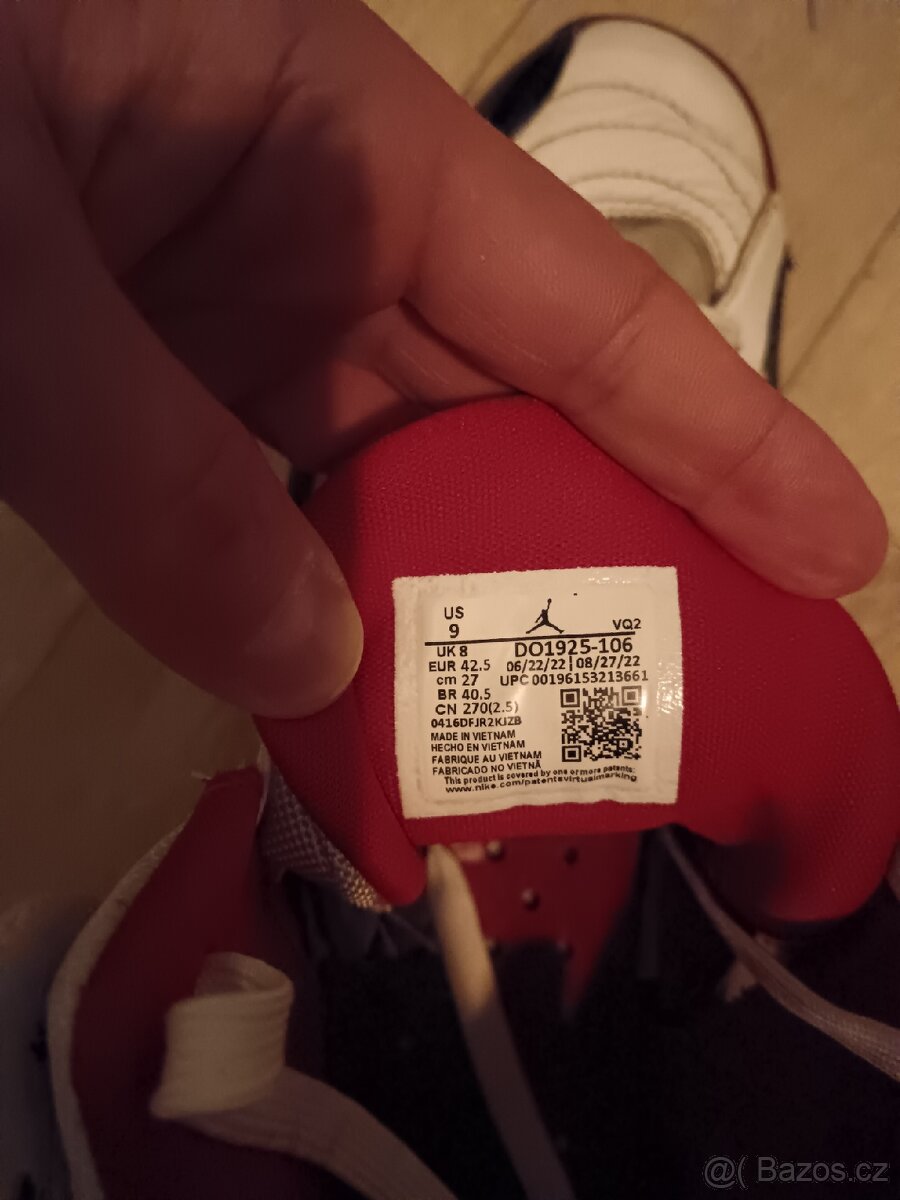 US
9
VQ2
UK 8 DO1925-106
EUR 42.5 06/22/22 | 08/27/22
cm 27 UPC 00196153213661
BR 40.5
CN 270(2.5)
0416DFJR2KJZB
MADE IN VIETNAM
HECHO EN VIETNAM
FABRIQUE AU VIETNAM
FABRICADO NO VIETNÃ
This product is covered by one or more patents:
www.nike.com/patentsvirtualmarking
@( Bazos.cz